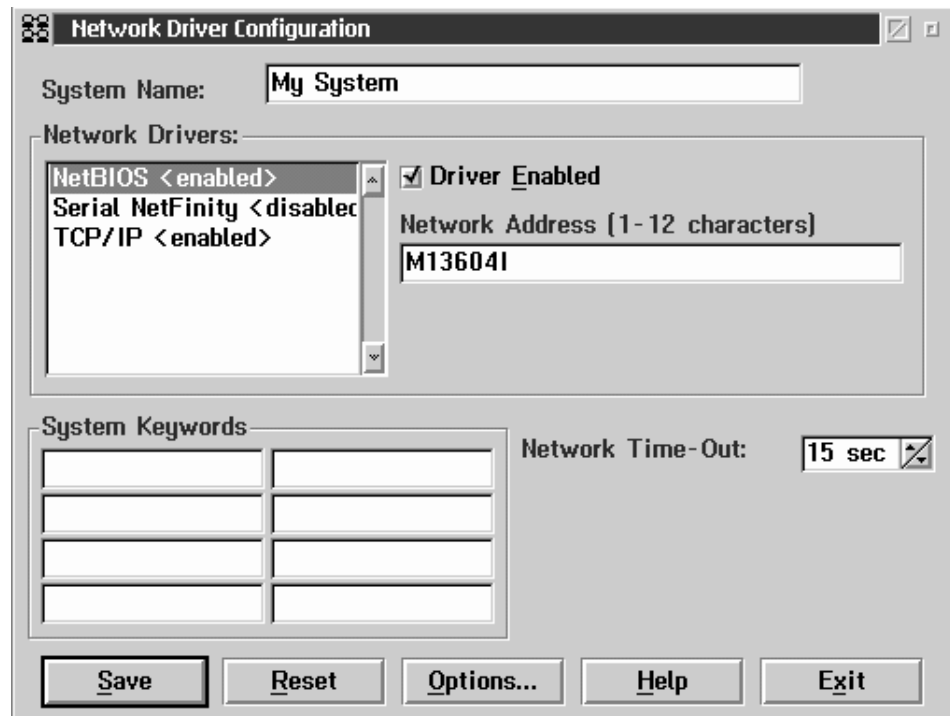 Network Driver Configuration
System Name: My System
Network Drivers:
NetBIOS <enabled>
Serial NetFinity <disabled
TCP/IP <enabled>
Driver Enabled
Network Address (1-12 characters)
M13604I
System Keywords
Network Time-Out: 15 sec
Save Reset Options... Help Exit